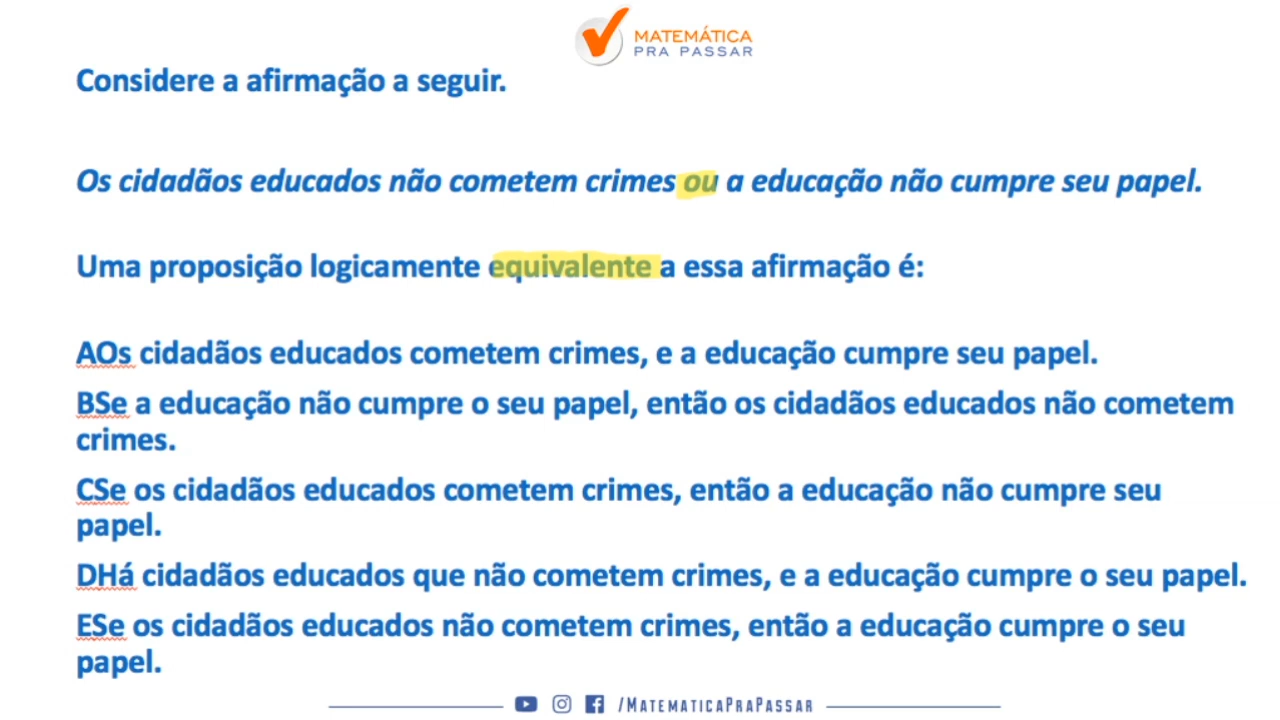 MATEMÁTICA
PRA PASSAR
Considere a afirmação a seguir.
Os cidadãos educados não cometem crimes ou a educação não cumpre seu papel.
Uma proposição logicamente equivalente a essa afirmação é:
AOs cidadãos educados cometem crimes, e a educação cumpre seu papel.
BSe a educação não cumpre o seu papel, então os cidadãos educados não cometem
crimes.
CSe os cidadãos educados cometem crimes, então a educação não cumpre seu
papel.
DHá cidadãos educados que não cometem crimes, e a educação cumpre o seu papel.
ESe os cidadãos educados não cometem crimes, então a educação cumpre o seu
papel.
/MATEMATICAPRAPASSAR